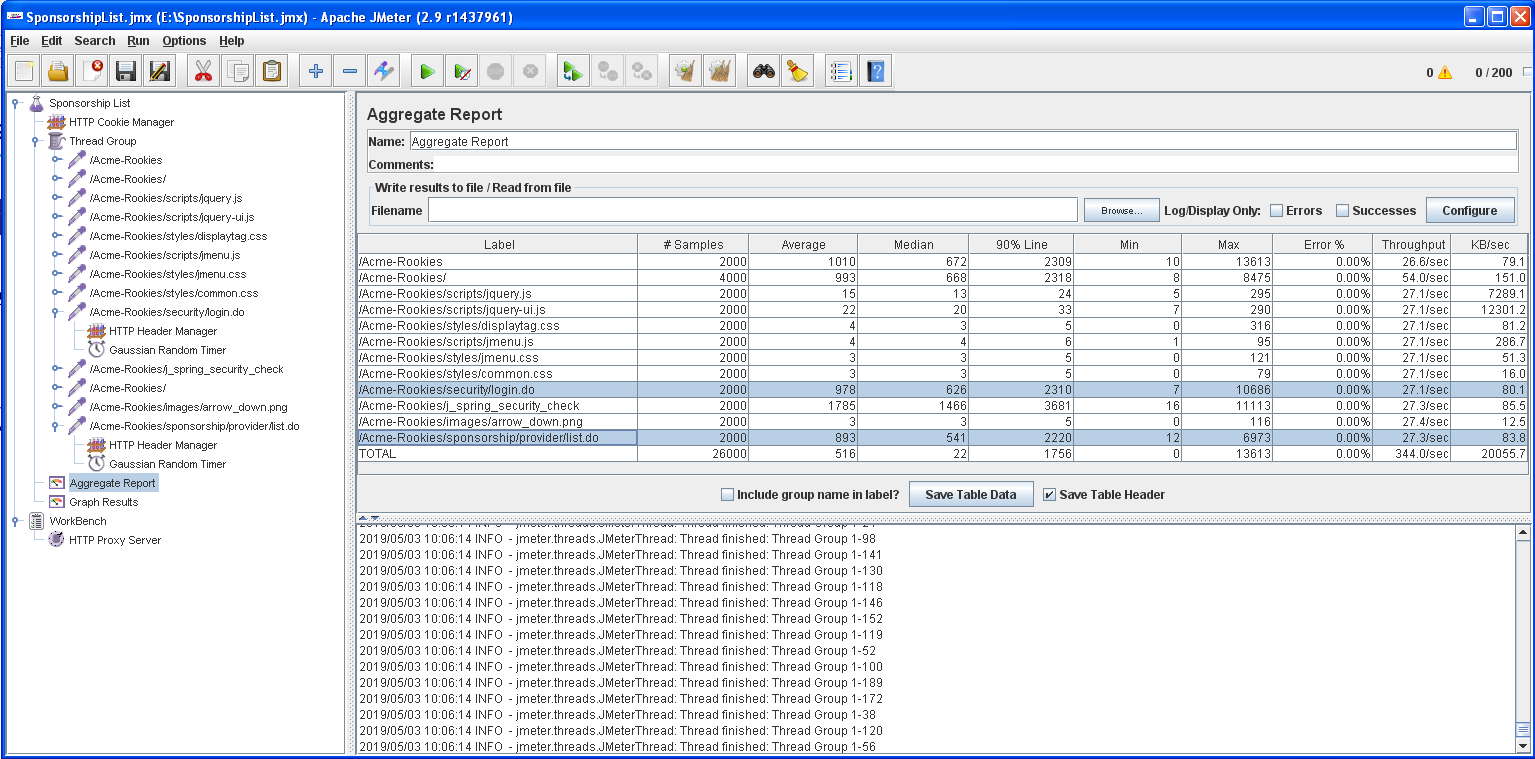 SponsorshipList.jmx (E:\SponsorshipList.jmx) - Apache JMeter (2.9 r1437961)
File Edit Search Run Options Help
0 0 / 200
Sponsorship List
HTTP Cookie Manager
Thread Group
/Acme-Rookies
/Acme-Rookies/
/Acme-Rookies/scripts/jquery.js
/Acme-Rookies/scripts/jquery-ui.js
/Acme-Rookies/styles/displaytag.css
/Acme-Rookies/scripts/jmenu.js
/Acme-Rookies/styles/jmenu.css
/Acme-Rookies/styles/common.css
/Acme-Rookies/security/login.do
HTTP Header Manager
Gaussian Random Timer
/Acme-Rookies/j_spring_security_check
/Acme-Rookies/
/Acme-Rookies/images/arrow_down.png
/Acme-Rookies/sponsorship/provider/list.do
HTTP Header Manager
Gaussian Random Timer
Aggregate Report
Graph Results
WorkBench
HTTP Proxy Server
Aggregate Report
Name: Aggregate Report
Comments:
Write results to file / Read from file
Filename Browse... Log/Display Only: Errors Successes Configure
Label # Samples Average Median 90% Line Min Max Error % Throughput KB/sec
/Acme-Rookies 2000 1010 672 2309 10 13613 0.00% 26.6/sec 79.1
/Acme-Rookies/ 4000 993 668 2318 8 8475 0.00% 54.0/sec 151.0
/Acme-Rookies/scripts/jquery.js 2000 15 13 24 5 295 0.00% 27.1/sec 7289.1
/Acme-Rookies/scripts/jquery-ui.js 2000 22 20 33 7 290 0.00% 27.1/sec 12301.2
/Acme-Rookies/styles/displaytag.css 2000 4 3 5 0 316 0.00% 27.1/sec 81.2
/Acme-Rookies/scripts/jmenu.js 2000 4 4 6 1 95 0.00% 27.1/sec 286.7
/Acme-Rookies/styles/jmenu.css 2000 3 3 5 0 121 0.00% 27.1/sec 51.3
/Acme-Rookies/styles/common.css 2000 3 3 5 0 79 0.00% 27.1/sec 16.0
/Acme-Rookies/security/login.do 2000 978 626 2310 7 10686 0.00% 27.1/sec 80.1
/Acme-Rookies/j_spring_security_check 2000 1785 1466 3681 16 11113 0.00% 27.3/sec 85.5
/Acme-Rookies/images/arrow_down.png 2000 3 3 5 0 116 0.00% 27.4/sec 12.5
/Acme-Rookies/sponsorship/provider/list.do 2000 893 541 2220 12 6973 0.00% 27.3/sec 83.8
TOTAL 26000 516 22 1756 0 13613 0.00% 344.0/sec 20055.7
Include group name in label? Save Table Data Save Table Header
2019/05/03 10:06:14 INFO - jmeter.threads.JMeterThread: Thread finished: Thread Group 1-98
2019/05/03 10:06:14 INFO - jmeter.threads.JMeterThread: Thread finished: Thread Group 1-141
2019/05/03 10:06:14 INFO - jmeter.threads.JMeterThread: Thread finished: Thread Group 1-130
2019/05/03 10:06:14 INFO - jmeter.threads.JMeterThread: Thread finished: Thread Group 1-118
2019/05/03 10:06:14 INFO - jmeter.threads.JMeterThread: Thread finished: Thread Group 1-146
2019/05/03 10:06:14 INFO - jmeter.threads.JMeterThread: Thread finished: Thread Group 1-152
2019/05/03 10:06:14 INFO - jmeter.threads.JMeterThread: Thread finished: Thread Group 1-119
2019/05/03 10:06:14 INFO - jmeter.threads.JMeterThread: Thread finished: Thread Group 1-52
2019/05/03 10:06:14 INFO - jmeter.threads.JMeterThread: Thread finished: Thread Group 1-100
2019/05/03 10:06:14 INFO - jmeter.threads.JMeterThread: Thread finished: Thread Group 1-189
2019/05/03 10:06:14 INFO - jmeter.threads.JMeterThread: Thread finished: Thread Group 1-172
2019/05/03 10:06:14 INFO - jmeter.threads.JMeterThread: Thread finished: Thread Group 1-38
2019/05/03 10:06:14 INFO - jmeter.threads.JMeterThread: Thread finished: Thread Group 1-120
2019/05/03 10:06:14 INFO - jmeter.threads.JMeterThread: Thread finished: Thread Group 1-56